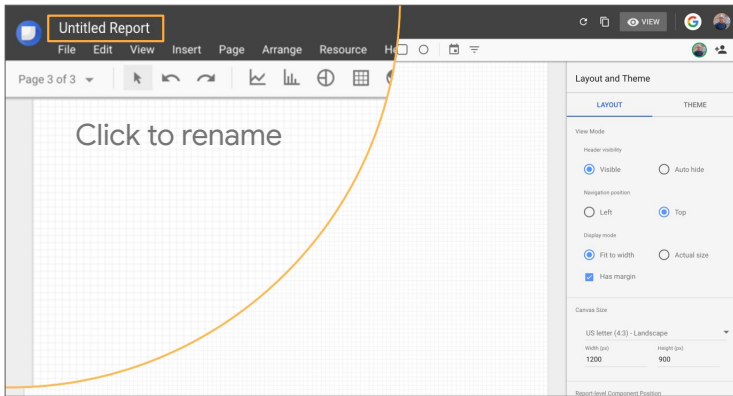 Untitled Report
File Edit View Insert Page Arrange Resource
VIEW
Page 3 of 3
Click to rename
Layout and Theme
LAYOUT THEME
View Mode
Header visibility
Visible Auto hide
Navigation position
Left Top
Display mode
Fit to width Actual size
Has margin
Canvas Size
US letter (4:3) - Landscape
Width (px) Height (px)
1200 900
Report-level Component Position